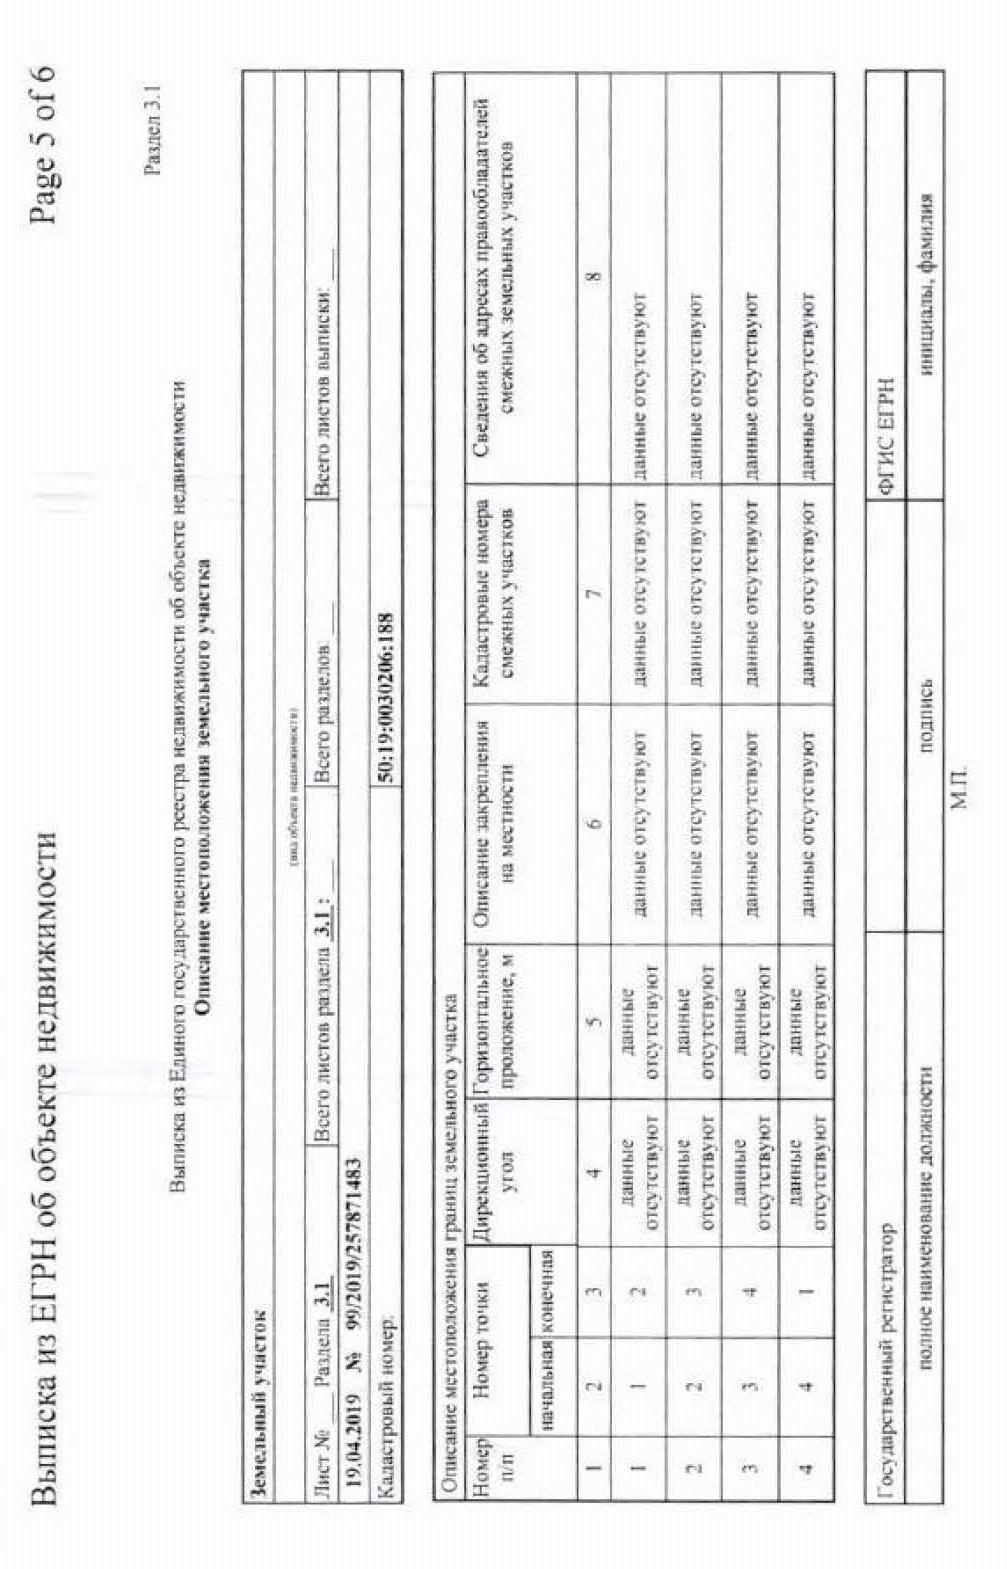 Выписка из ЕГРН об объекте недвижимости Page 5 of 6
Раздел 3.1
Выписка из Единого государственного реестра недвижимости об объекте недвижимости
Описание местоположения земельного участка
Земельный участок
(вид объекта недвижимости)
Лист № ___ Раздела 3.1 Всего листов раздела 3.1 : ___ Всего разделов: ___ Всего листов выписки: ___
19.04.2019 № 99/2019/257871483
Кадастровый номер: 50:19:0030206:188
Описание местоположения границ земельного участка
Номер п/п Номер точки Дирекционный угол Горизонтальное проложение, м Описание закрепления на местности Кадастровые номера смежных участков Сведения об адресах правообладателей смежных земельных участков
начальная конечная
1 2 3 4 5 6 7 8
1 1 2 данные отсутствуют данные отсутствуют данные отсутствуют данные отсутствуют данные отсутствуют
2 2 3 данные отсутствуют данные отсутствуют данные отсутствуют данные отсутствуют данные отсутствуют
3 3 4 данные отсутствуют данные отсутствуют данные отсутствуют данные отсутствуют данные отсутствуют
4 4 1 данные отсутствуют данные отсутствуют данные отсутствуют данные отсутствуют данные отсутствуют
Государственный регистратор ФГИС ЕГРН
полное наименование должности подпись инициалы, фамилия
М.П.